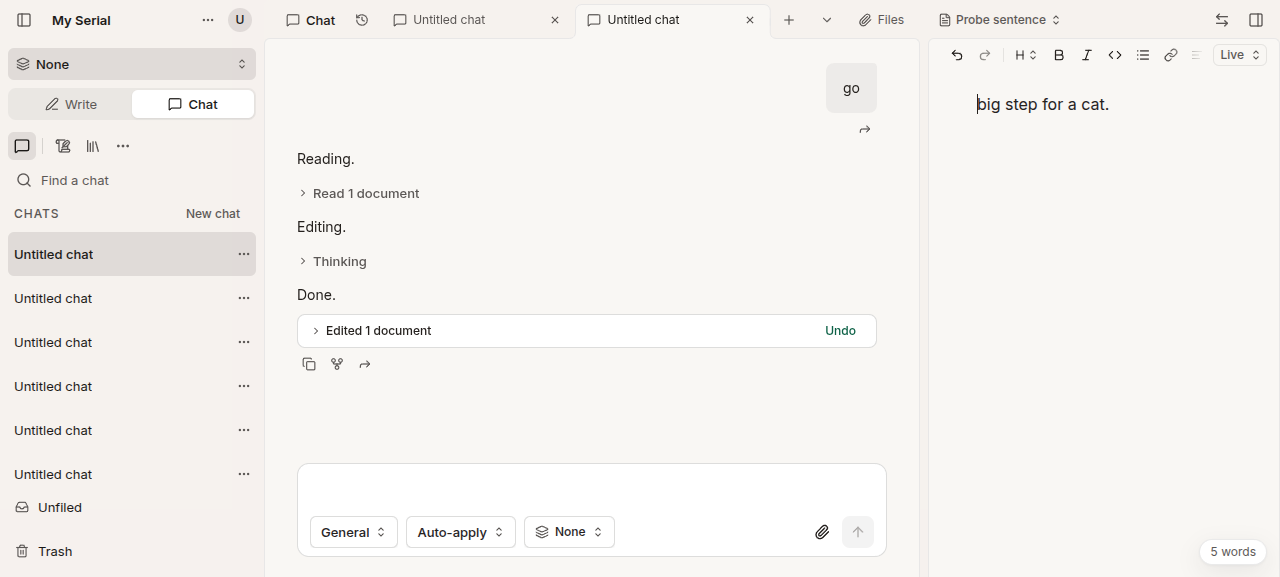 My Serial
U
None
Write
Chat
Find a chat
CHATS
New chat
Untitled chat
Untitled chat
Untitled chat
Untitled chat
Untitled chat
Untitled chat
Unfiled
Trash
Chat
Untitled chat
Untitled chat
Files
go
Reading.
Read 1 document
Editing.
Thinking
Done.
Edited 1 document
Undo
General
Auto-apply
None
Probe sentence
H
B
I
Live
big step for a cat.
5 words